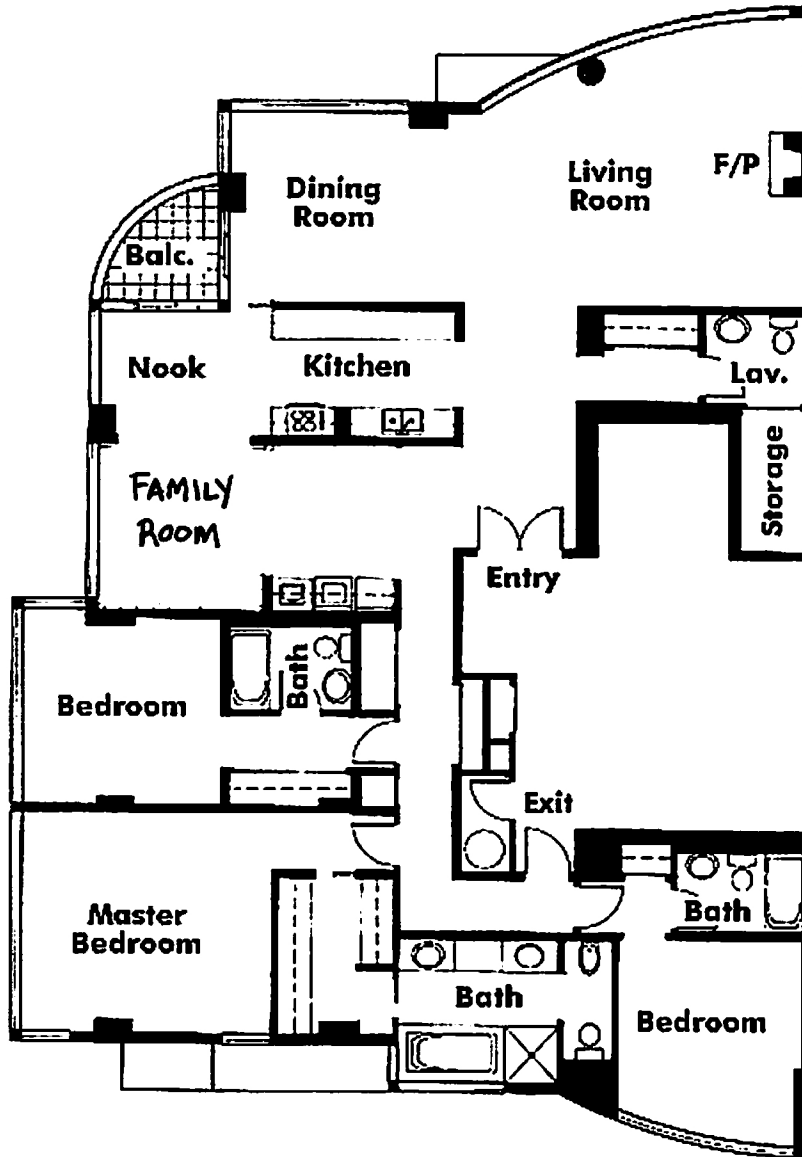 Dining
Room
Living
Room
F/P
Balc.
Nook
Kitchen
Lav.
FAMILY
ROOM
Storage
Entry
Bath
Bedroom
Exit
Master
Bedroom
Bath
Bath
Bedroom